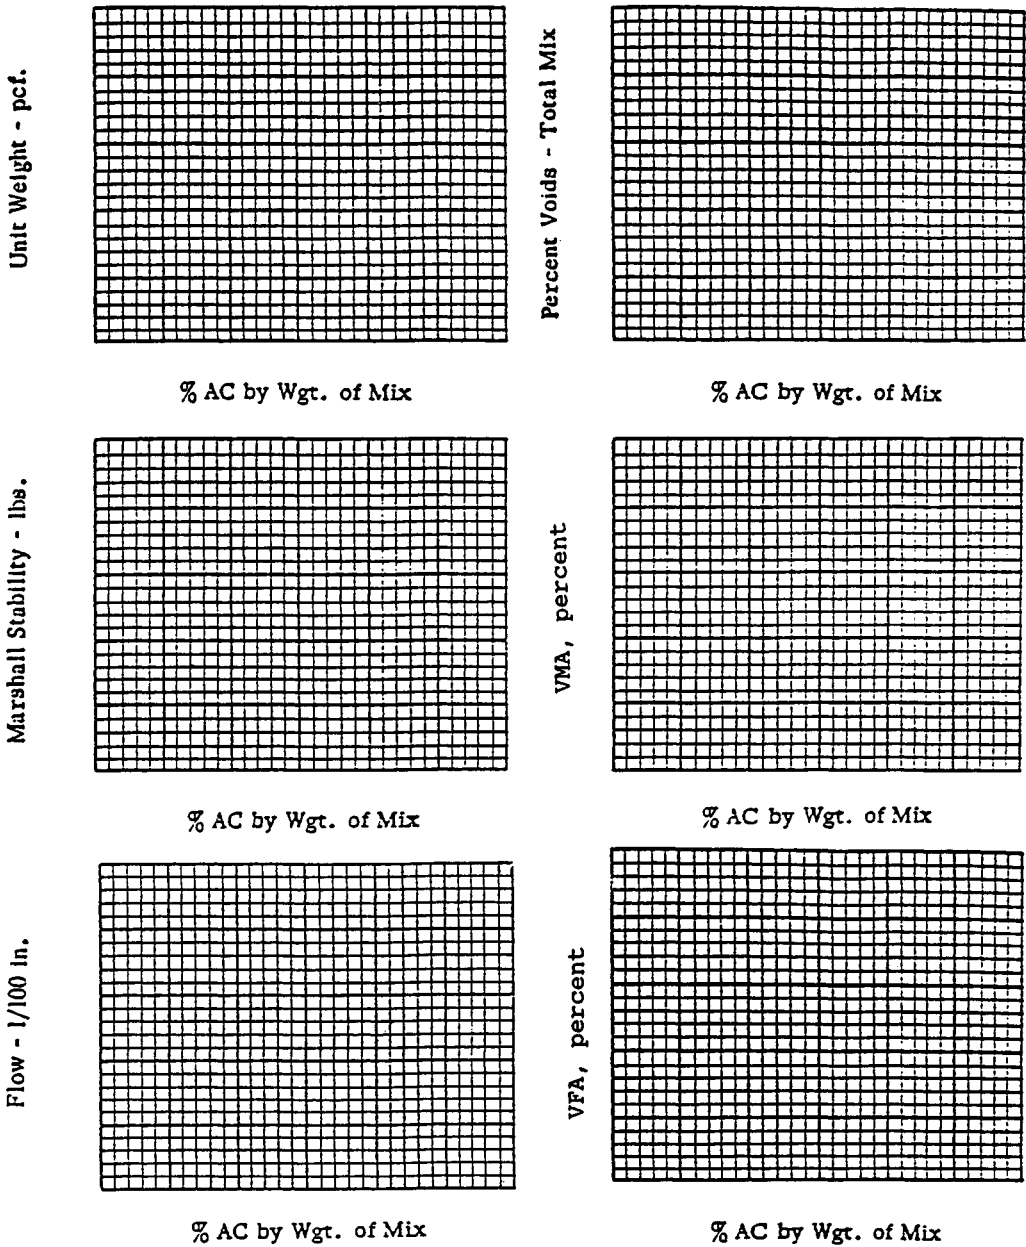 Unit Weight - pcf.
Percent Voids - Total Mix
% AC by Wgt. of Mix
% AC by Wgt. of Mix
Marshall Stability - lbs.
VMA, percent
% AC by Wgt. of Mix
% AC by Wgt. of Mix
Flow - 1/100 in.
VFA, percent
% AC by Wgt. of Mix
% AC by Wgt. of Mix